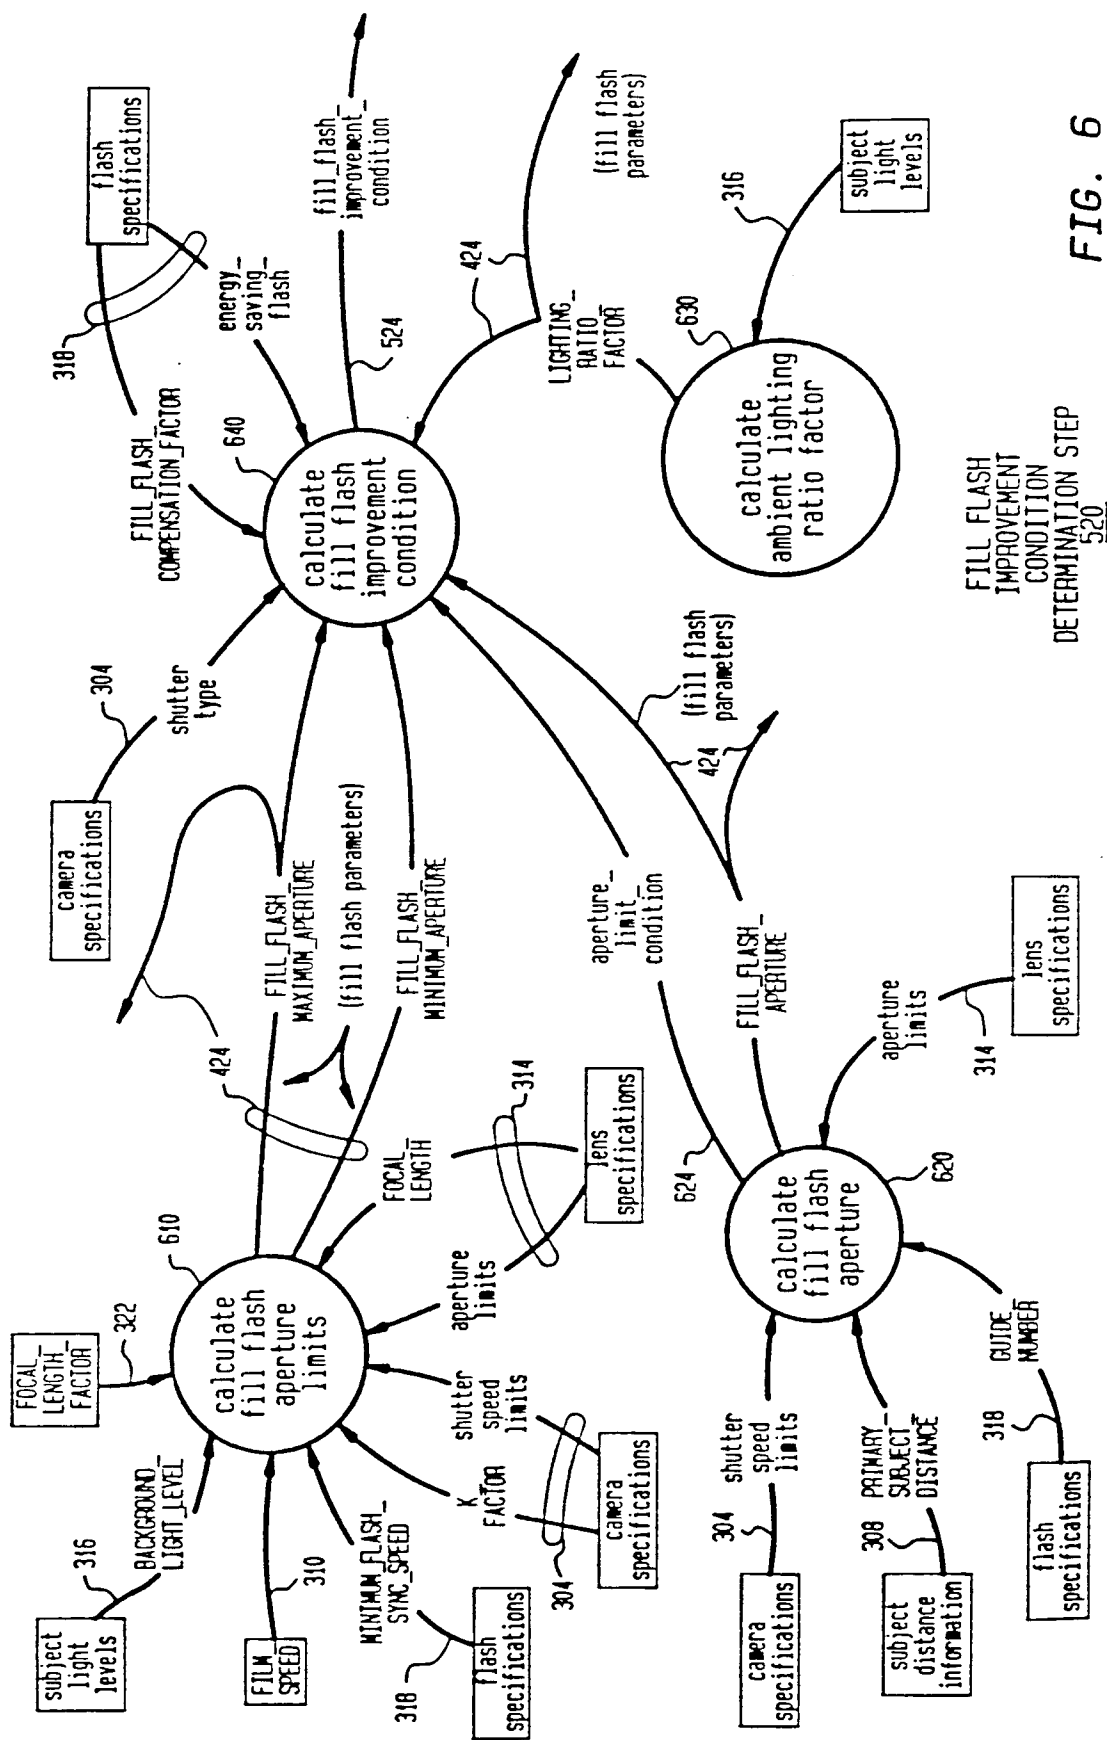 subject
light
levels
316
BACKGROUND_
LIGHT_LEVEL
FOCAL_
LENGTH_
FACTOR
322
610
FILM_
SPEED
310
calculate
fill flash
aperture
limits
MINIMUM_FLASH_
SYNC_SPEED
318
flash
specifications
K_
FACTOR
shutter
speed
limits
304
camera
specifications
aperture
limits
FOCAL_
LENGTH
314
lens
specifications
424
FILL_FLASH_
MAXIMUM_APERTURE
(fill flash parameters)
FILL_FLASH_
MINIMUM_APERTURE
camera
specifications
304
shutter
type
318
flash
specifications
FILL_FLASH_
COMPENSATION_FACTOR
energy_
saving_
flash
640
calculate
fill flash
improvement
condition
524
fill_flash_
improvement_
condition
424
(fill flash
parameters)
LIGHTING_
RATIO_
FACTOR
630
calculate
ambient lighting
ratio factor
316
subject
light
levels
aperture_
limit_
condition
624
FILL_FLASH_
APERTURE
424
(fill flash
parameters)
camera
specifications
304
shutter
speed
limits
calculate
fill flash
aperture
620
subject
distance
information
308
PRIMARY_
SUBJECT_
DISTANCE
flash
specifications
318
GUIDE_
NUMBER
aperture
limits
314
lens
specifications
FILL FLASH
IMPROVEMENT
CONDITION
DETERMINATION STEP
520
FIG. 6